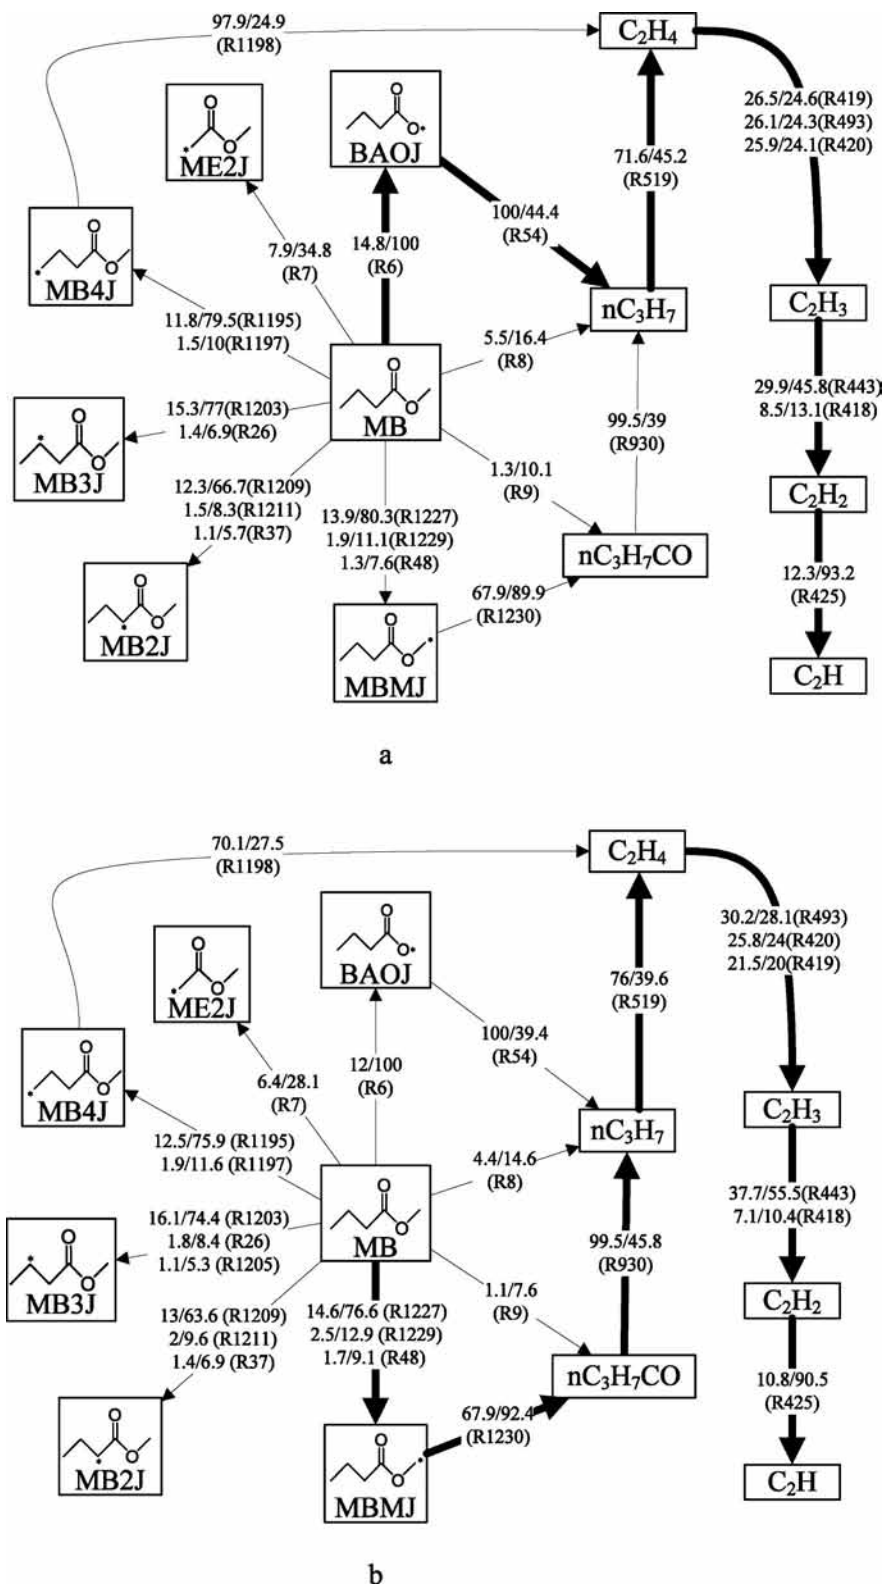 97.9/24.9
(R1198)
C₂H₄
O
O
ME2J
O
O
BAOJ
26.5/24.6(R419)
26.1/24.3(R493)
25.9/24.1(R420)
71.6/45.2
(R519)
100/44.4
(R54)
14.8/100
(R6)
7.9/34.8
(R7)
O
O
MB4J
11.8/79.5(R1195)
1.5/10(R1197)
nC₃H₇
C₂H₃
5.5/16.4
(R8)
O
O
MB
15.3/77(R1203)
1.4/6.9(R26)
O
O
MB3J
29.9/45.8(R443)
8.5/13.1(R418)
99.5/39
(R930)
1.3/10.1
(R9)
12.3/66.7(R1209)
1.5/8.3(R1211)
1.1/5.7(R37)
13.9/80.3(R1227)
1.9/11.1(R1229)
1.3/7.6(R48)
C₂H₂
nC₃H₇CO
67.9/89.9
(R1230)
12.3/93.2
(R425)
O
O
MB2J
O
O
MBMJ
C₂H
a
70.1/27.5
(R1198)
C₂H₄
30.2/28.1(R493)
25.8/24(R420)
21.5/20(R419)
O
O
ME2J
O
O
BAOJ
76/39.6
(R519)
100/39.4
(R54)
12/100
(R6)
6.4/28.1
(R7)
O
O
MB4J
12.5/75.9 (R1195)
1.9/11.6 (R1197)
nC₃H₇
C₂H₃
4.4/14.6
(R8)
O
O
MB
16.1/74.4 (R1203)
1.8/8.4 (R26)
1.1/5.3 (R1205)
O
O
MB3J
37.7/55.5(R443)
7.1/10.4(R418)
99.5/45.8
(R930)
1.1/7.6
(R9)
13/63.6 (R1209)
2/9.6 (R1211)
1.4/6.9 (R37)
14.6/76.6 (R1227)
2.5/12.9 (R1229)
1.7/9.1 (R48)
C₂H₂
nC₃H₇CO
67.9/92.4
(R1230)
10.8/90.5
(R425)
O
O
MB2J
O
O
MBMJ
C₂H
b